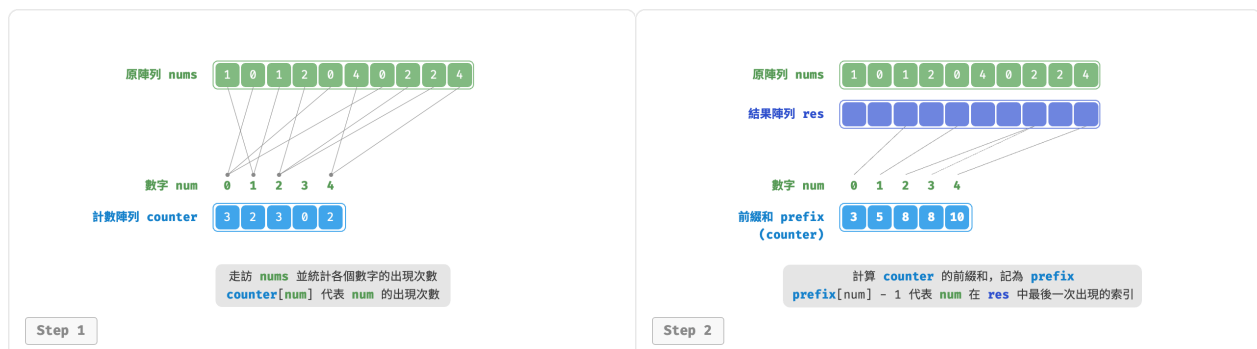 原陣列 nums 1 0 1 2 0 4 0 2 2 4
數字 num 0 1 2 3 4
計數陣列 counter 3 2 3 0 2
走訪 nums 並統計各個數字的出現次數
counter[num] 代表 num 的出現次數
Step 1
原陣列 nums 1 0 1 2 0 4 0 2 2 4
結果陣列 res
數字 num 0 1 2 3 4
前綴和 prefix 3 5 8 8 10
(counter)
計算 counter 的前綴和，記為 prefix
prefix[num] - 1 代表 num 在 res 中最後一次出現的索引
Step 2